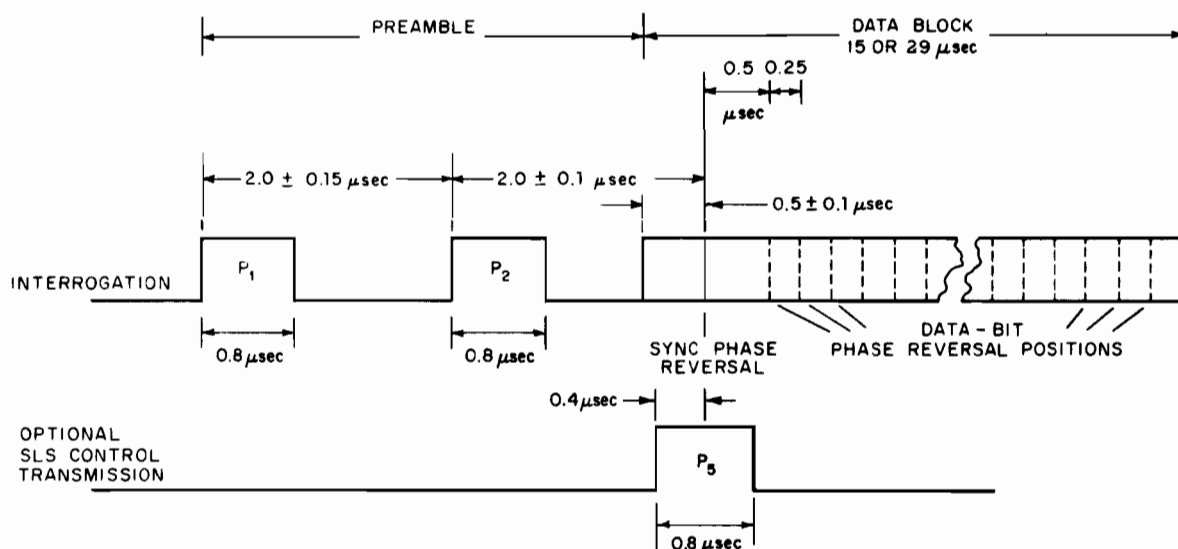 PREAMBLE
DATA BLOCK
15 OR 29 μsec
0.5 0.25
μsec
2.0 ± 0.15 μsec
2.0 ± 0.1 μsec
0.5 ± 0.1 μsec
INTERROGATION
P1
P2
0.8 μsec
0.8 μsec
SYNC PHASE
REVERSAL
DATA - BIT
PHASE REVERSAL POSITIONS
0.4 μsec
OPTIONAL
SLS CONTROL
TRANSMISSION
P5
0.8 μsec